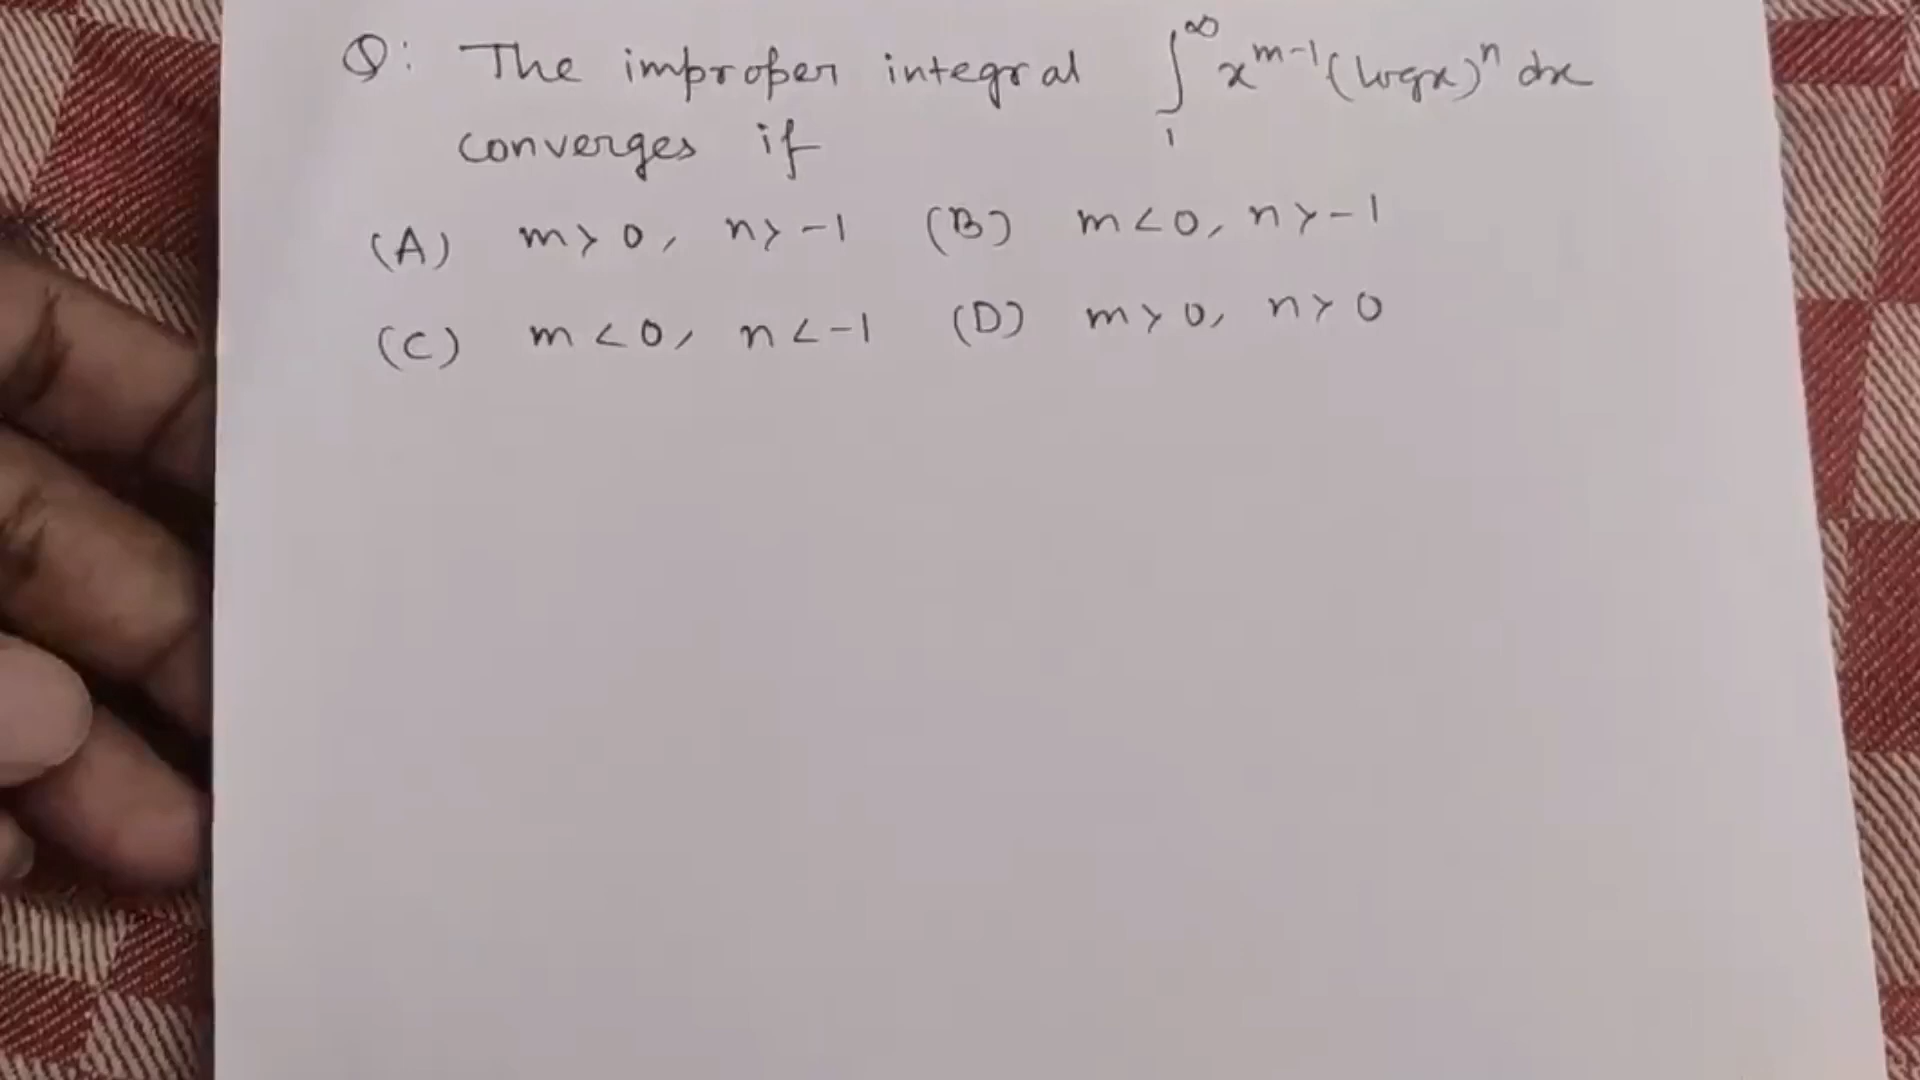 Q: The improper integral ∫₁^∞ x^{m-1} (log x)^n dx
converges if
(A) m > 0, n > -1 (B) m < 0, n > -1
(C) m < 0, n < -1 (D) m > 0, n > 0